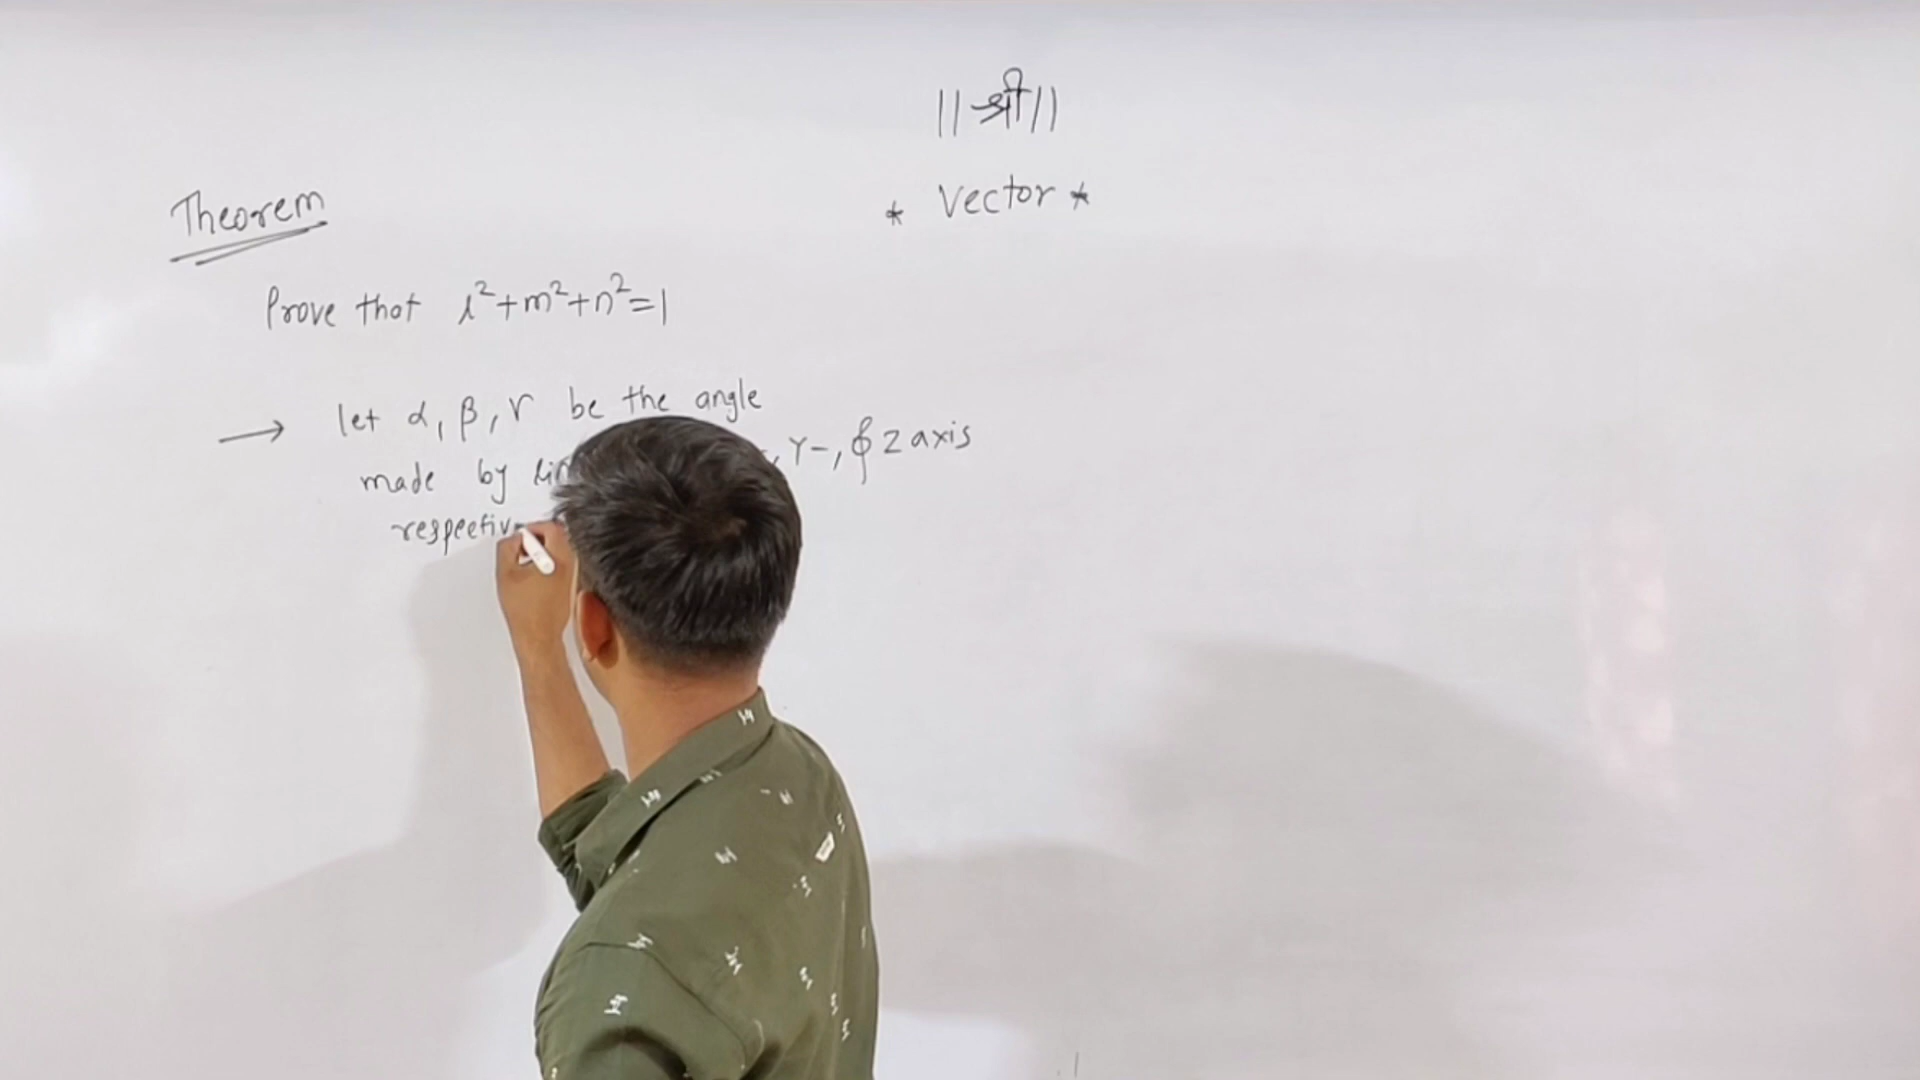 ||श्री||
* Vector *
Theorem
Prove that l²+m²+n²=1
→ let α, β, γ be the angle
made by , Y-, & Z axis